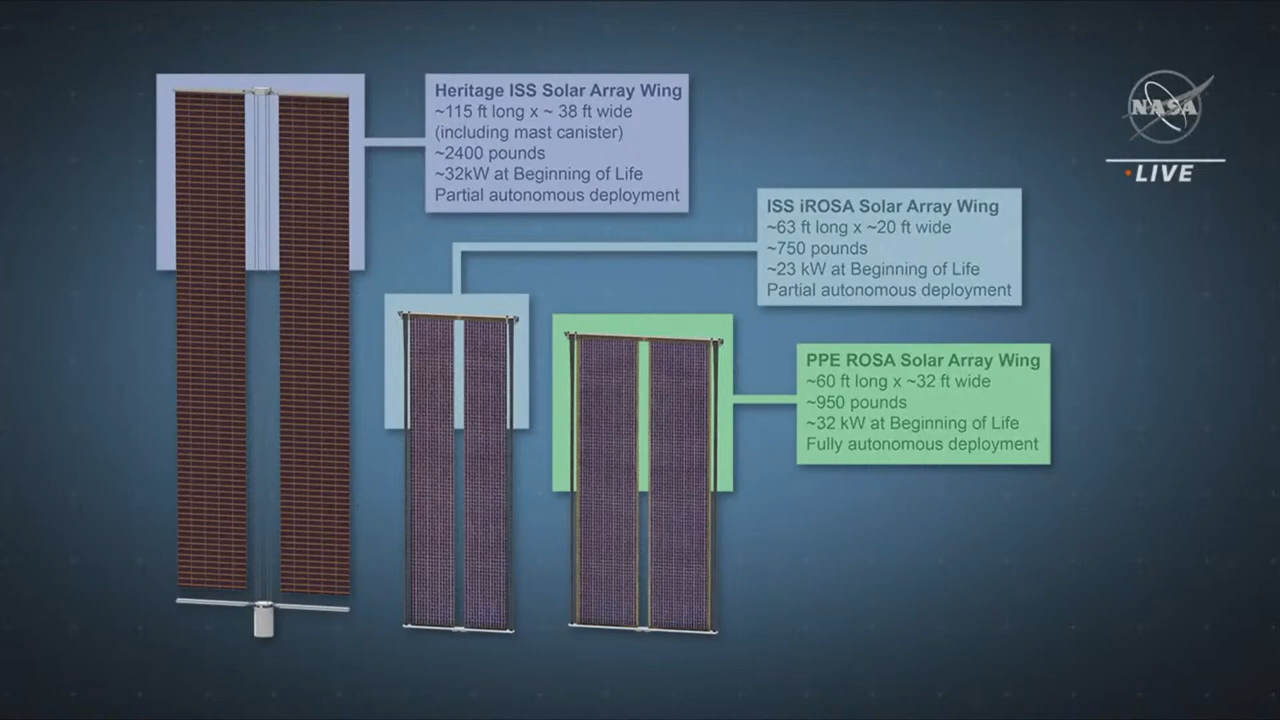 Heritage ISS Solar Array Wing
~115 ft long x ~ 38 ft wide
(including mast canister)
~2400 pounds
~32kW at Beginning of Life
Partial autonomous deployment
NASA
LIVE
ISS iROSA Solar Array Wing
~63 ft long x ~20 ft wide
~750 pounds
~23 kW at Beginning of Life
Partial autonomous deployment
PPE ROSA Solar Array Wing
~60 ft long x ~32 ft wide
~950 pounds
~32 kW at Beginning of Life
Fully autonomous deployment